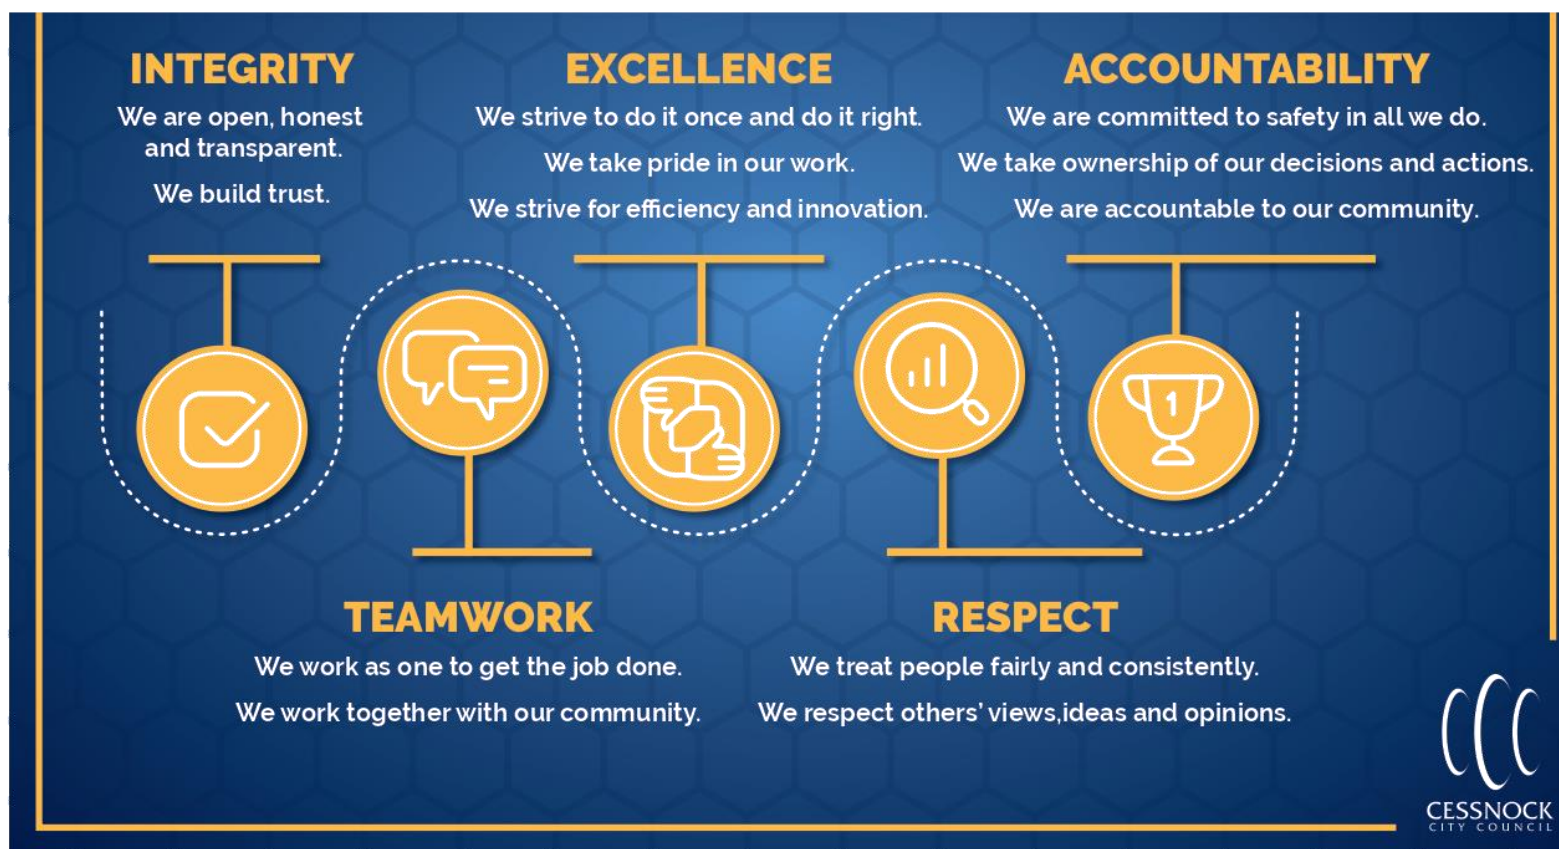 INTEGRITY
We are open, honest
and transparent.
We build trust.
EXCELLENCE
We strive to do it once and do it right.
We take pride in our work.
We strive for efficiency and innovation.
ACCOUNTABILITY
We are committed to safety in all we do.
We take ownership of our decisions and actions.
We are accountable to our community.
1
TEAMWORK
We work as one to get the job done.
We work together with our community.
RESPECT
We treat people fairly and consistently.
We respect others’ views,ideas and opinions.
CESSNOCK
CITY COUNCIL